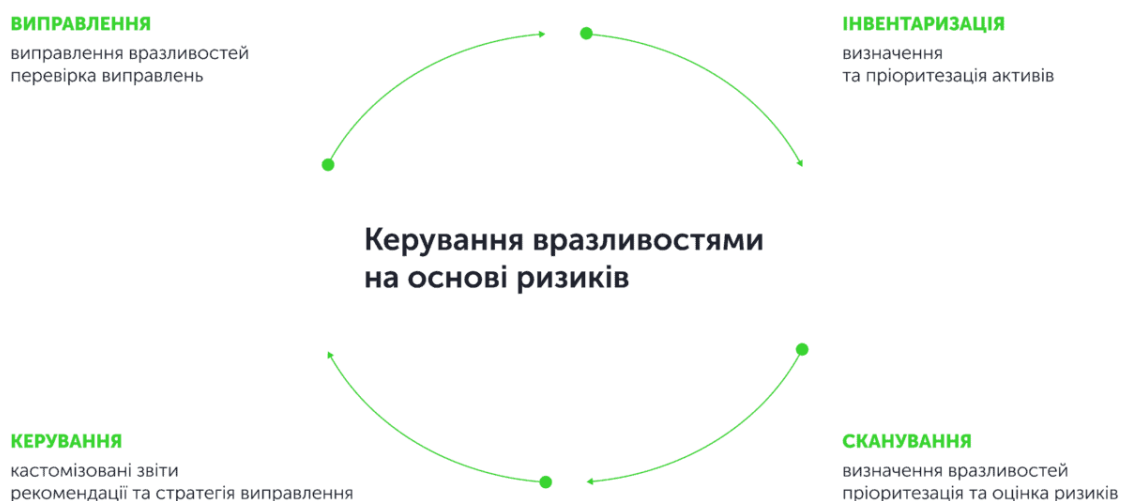 ВИПРАВЛЕННЯ
виправлення вразливостей
перевірка виправлень
ІНВЕНТАРИЗАЦІЯ
визначення
та пріоритезація активів
Керування вразливостями
на основі ризиків
КЕРУВАННЯ
кастомізовані звіти
рекомендації та стратегія виправлення
СКАНУВАННЯ
визначення вразливостей
пріоритезація та оцінка ризиків